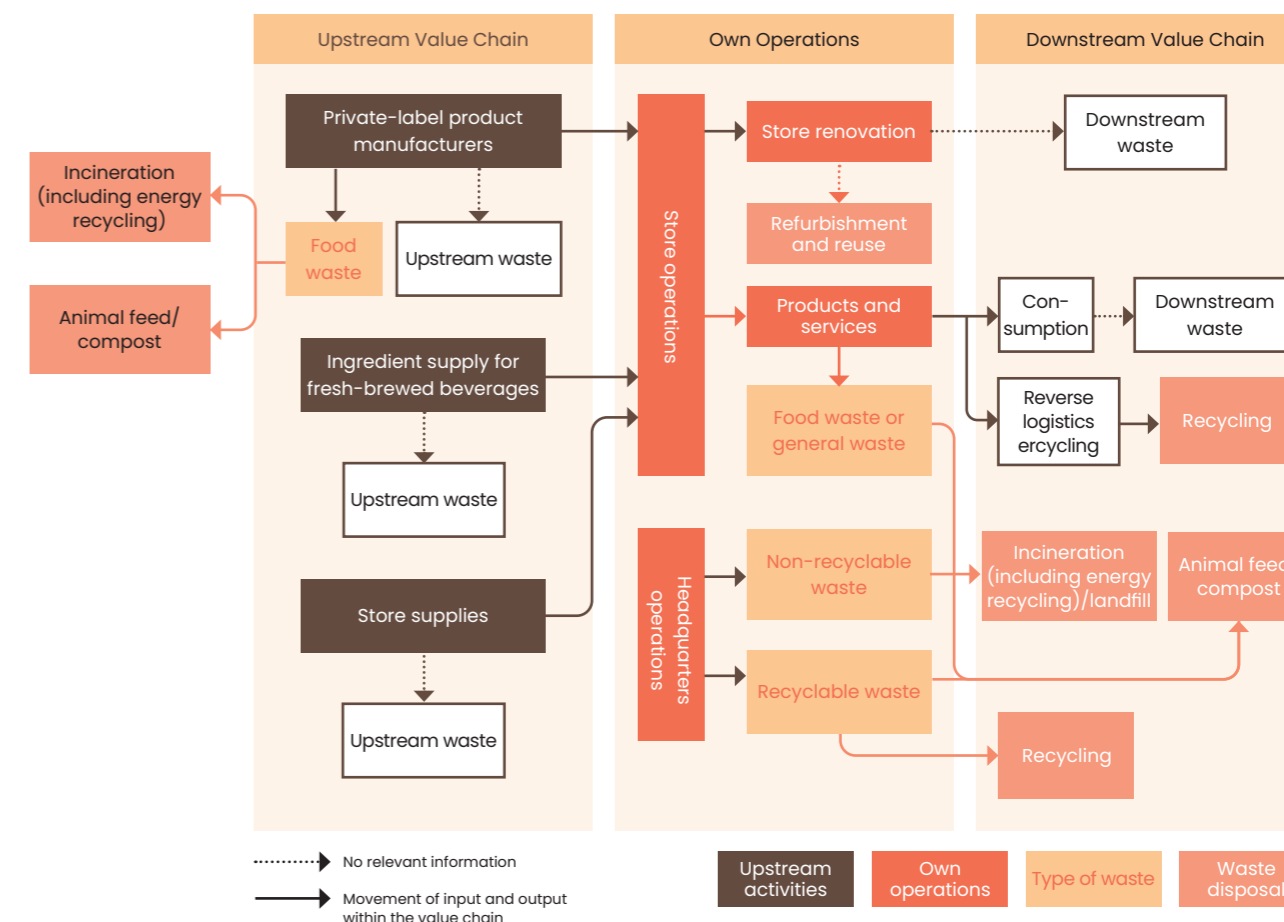 Upstream Value Chain
Own Operations
Downstream Value Chain
Private-label product
manufacturers
Incineration
(including energy
recycling)
Food
waste
Upstream waste
Animal feed/
compost
Ingredient supply for
fresh-brewed beverages
Upstream waste
Store supplies
Upstream waste
Store operations
Store renovation
Refurbishment
and reuse
Products and
services
Food waste or
general waste
Headquarters
operations
Non-recyclable
waste
Recyclable waste
Downstream
waste
Con-
sumption
Downstream
waste
Reverse
logistics
ercycling
Recycling
Incineration
(including energy
recycling)/landfill
Animal feed/
compost
Recycling
No relevant information
Movement of input and output
within the value chain
Upstream
activities
Own
operations
Type of waste
Waste
disposal